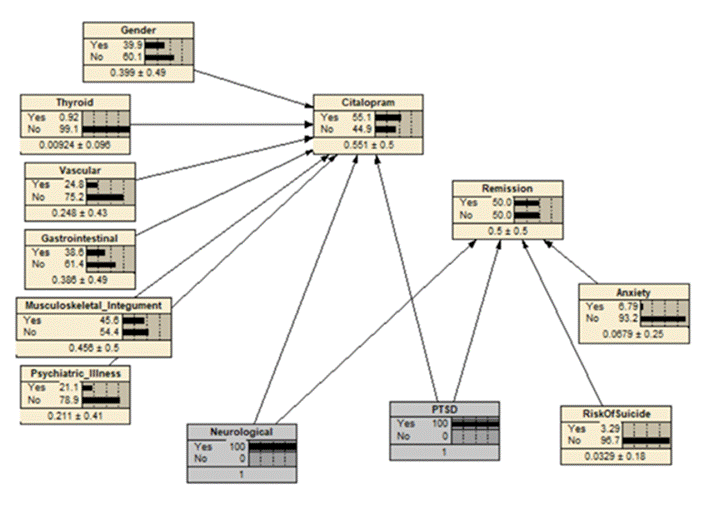 Gender
Yes 39.9
No 60.1
0.399 ± 0.49
Thyroid
Yes 0.92
No 99.1
0.00924 ± 0.096
Vascular
Yes 24.8
No 75.2
0.248 ± 0.43
Gastrointestinal
Yes 38.6
No 61.4
0.386 ± 0.49
Musculoskeletal_Integument
Yes 45.6
No 54.4
0.456 ± 0.5
Psychiatric_Illness
Yes 21.1
No 78.9
0.211 ± 0.41
Citalopram
Yes 55.1
No 44.9
0.551 ± 0.5
Remission
Yes 50.0
No 50.0
0.5 ± 0.5
Anxiety
Yes 6.79
No 93.2
0.0679 ± 0.25
Neurological
Yes 100
No 0
1
PTSD
Yes 100
No 0
1
RiskOfSuicide
Yes 3.29
No 96.7
0.0329 ± 0.18